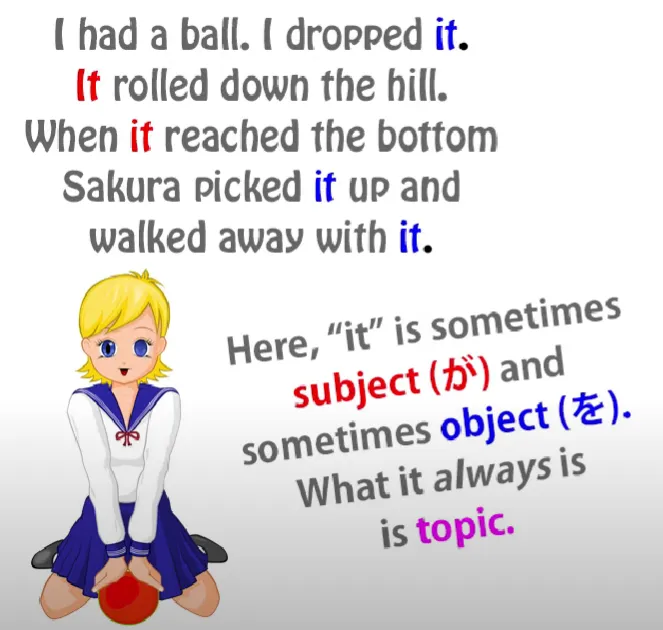 I had a ball. I dropped it.
It rolled down the hill.
When it reached the bottom
Sakura picked it up and
walked away with it.
Here, “it” is sometimes
subject (が) and
sometimes object (を).
What it always is
is topic.